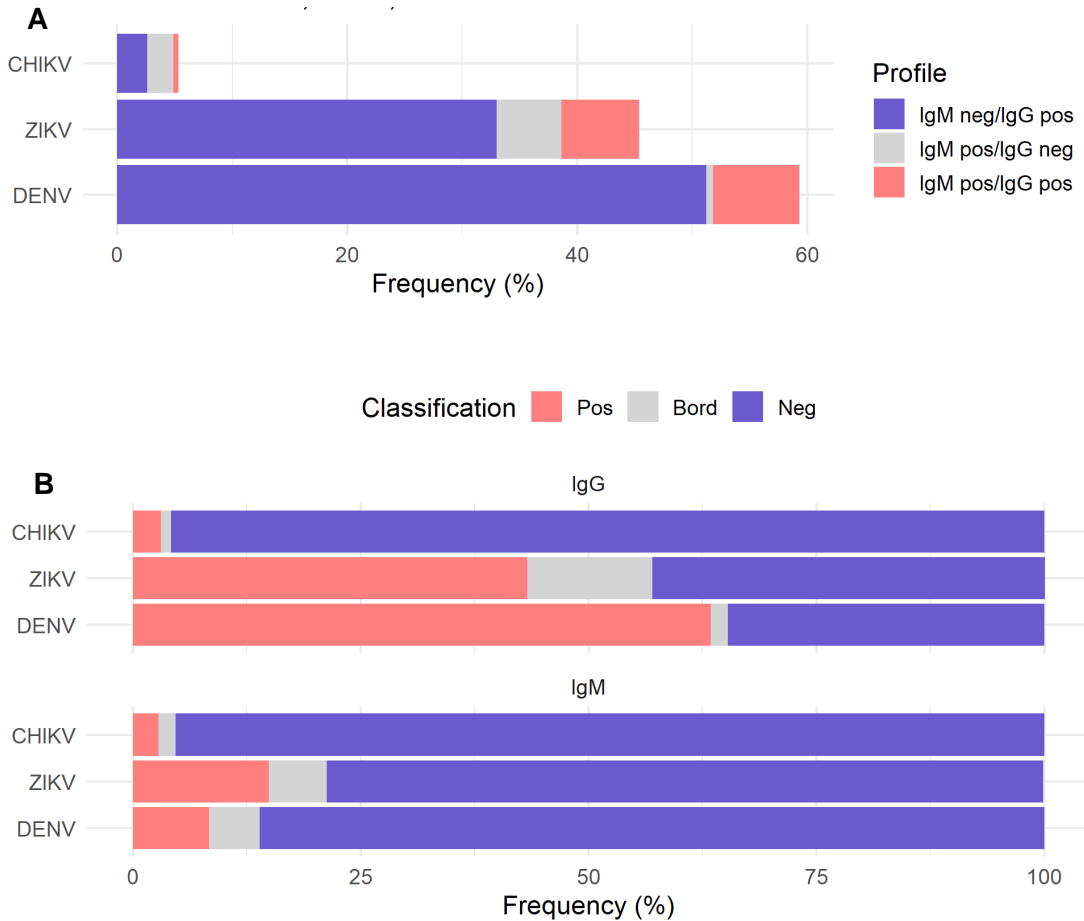 A
CHIKV
ZIKV
DENV
0 20 40 60
Frequency (%)
Profile
IgM neg/IgG pos
IgM pos/IgG neg
IgM pos/IgG pos
Classification Pos Bord Neg
B
IgG
CHIKV
ZIKV
DENV
IgM
CHIKV
ZIKV
DENV
0 25 50 75 100
Frequency (%)